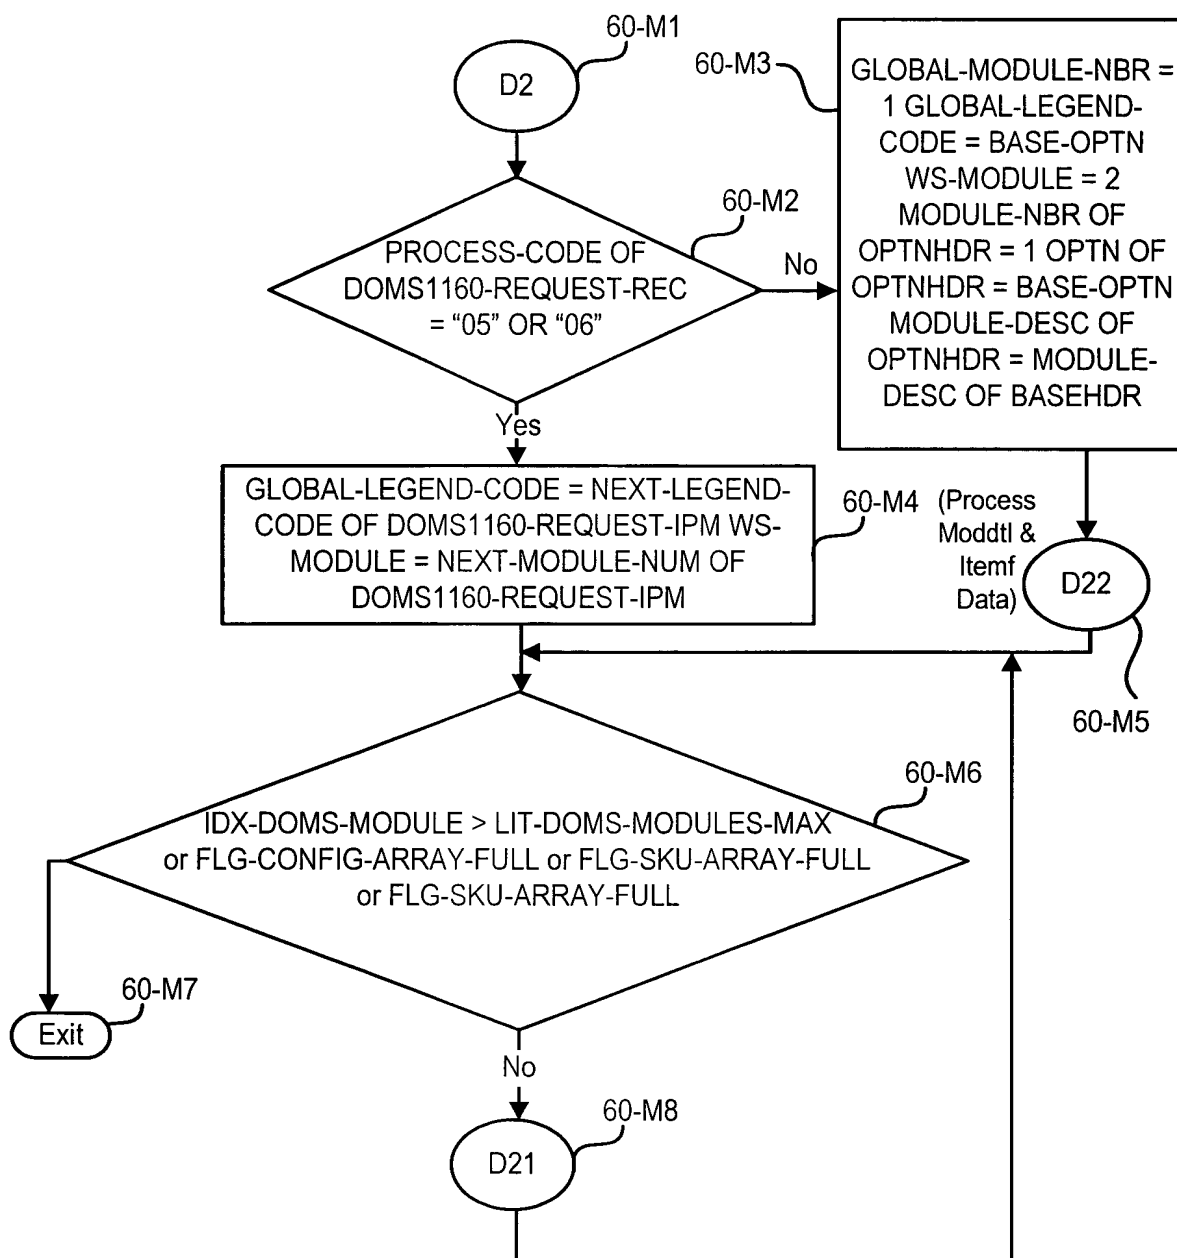 60-M1
D2
60-M3
GLOBAL-MODULE-NBR =
1 GLOBAL-LEGEND-
CODE = BASE-OPTN
WS-MODULE = 2
MODULE-NBR OF
OPTNHDR = 1 OPTN OF
OPTNHDR = BASE-OPTN
MODULE-DESC OF
OPTNHDR = MODULE-
DESC OF BASEHDR
60-M2
PROCESS-CODE OF
DOMS1160-REQUEST-REC
= “05” OR “06”
No
Yes
GLOBAL-LEGEND-CODE = NEXT-LEGEND-
CODE OF DOMS1160-REQUEST-IPM WS-
MODULE = NEXT-MODULE-NUM OF
DOMS1160-REQUEST-IPM
60-M4
(Process
Moddtl &
Itemf
Data)
D22
60-M5
60-M6
IDX-DOMS-MODULE > LIT-DOMS-MODULES-MAX
or FLG-CONFIG-ARRAY-FULL or FLG-SKU-ARRAY-FULL
or FLG-SKU-ARRAY-FULL
60-M7
Exit
No
60-M8
D21